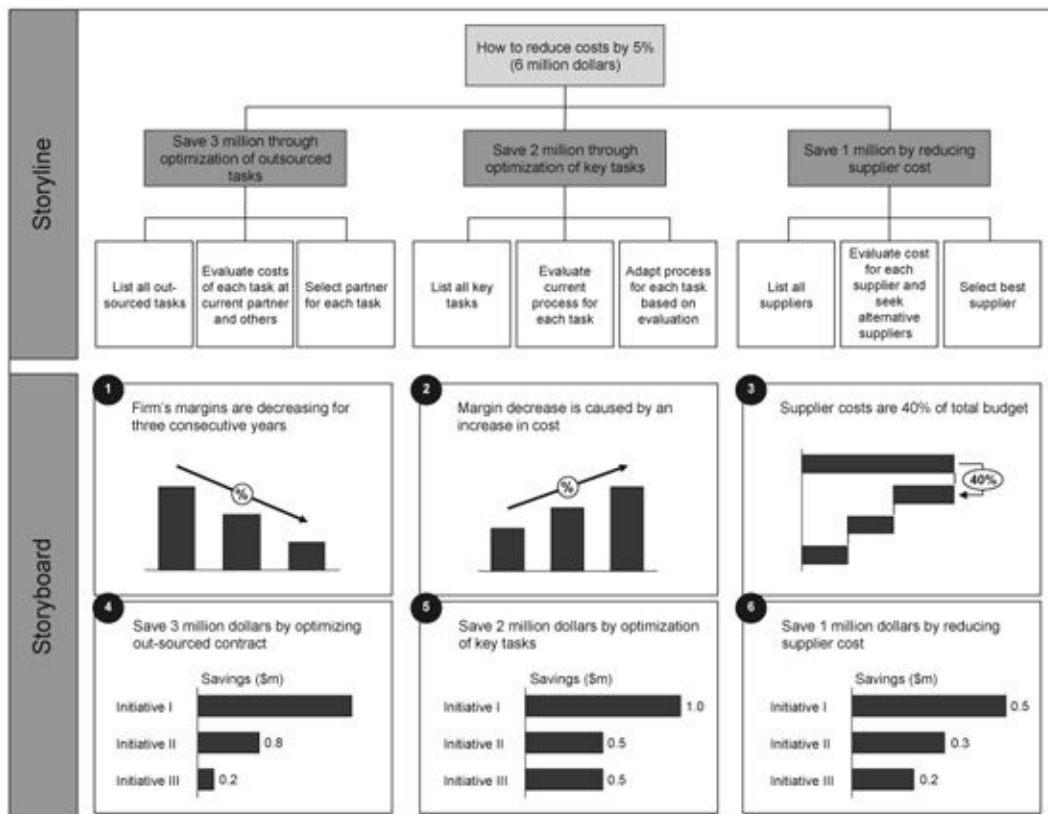 Storyline
How to reduce costs by 5%
(6 million dollars)
Save 3 million through
optimization of outsourced
tasks
Save 2 million through
optimization of key tasks
Save 1 million by reducing
supplier cost
List all out-
sourced tasks
Evaluate costs
of each task at
current partner
and others
Select partner
for each task
List all key
tasks
Evaluate
current
process for
each task
Adapt process
for each task
based on
evaluation
List all
suppliers
Evaluate cost
for each
supplier and
seek
alternative
suppliers
Select best
supplier
Storyboard
1
Firm's margins are decreasing for
three consecutive years
%
2
Margin decrease is caused by an
increase in cost
%
3
Supplier costs are 40% of total budget
40%
4
Save 3 million dollars by optimizing
out-sourced contract
Savings ($m)
Initiative I
Initiative II 0.8
Initiative III 0.2
5
Save 2 million dollars by optimization
of key tasks
Savings ($m)
Initiative I 1.0
Initiative II 0.5
Initiative III 0.5
6
Save 1 million dollars by reducing
supplier cost
Savings ($m)
Initiative I 0.5
Initiative II 0.3
Initiative III 0.2